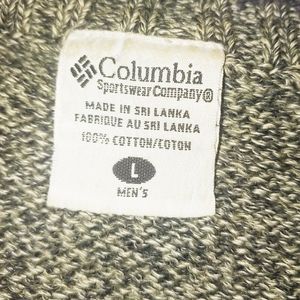 Columbia
Sportswear Company®
MADE IN SRI LANKA
FABRIQUE AU SRI LANKA
100% COTTON/COTON
L
MEN'S